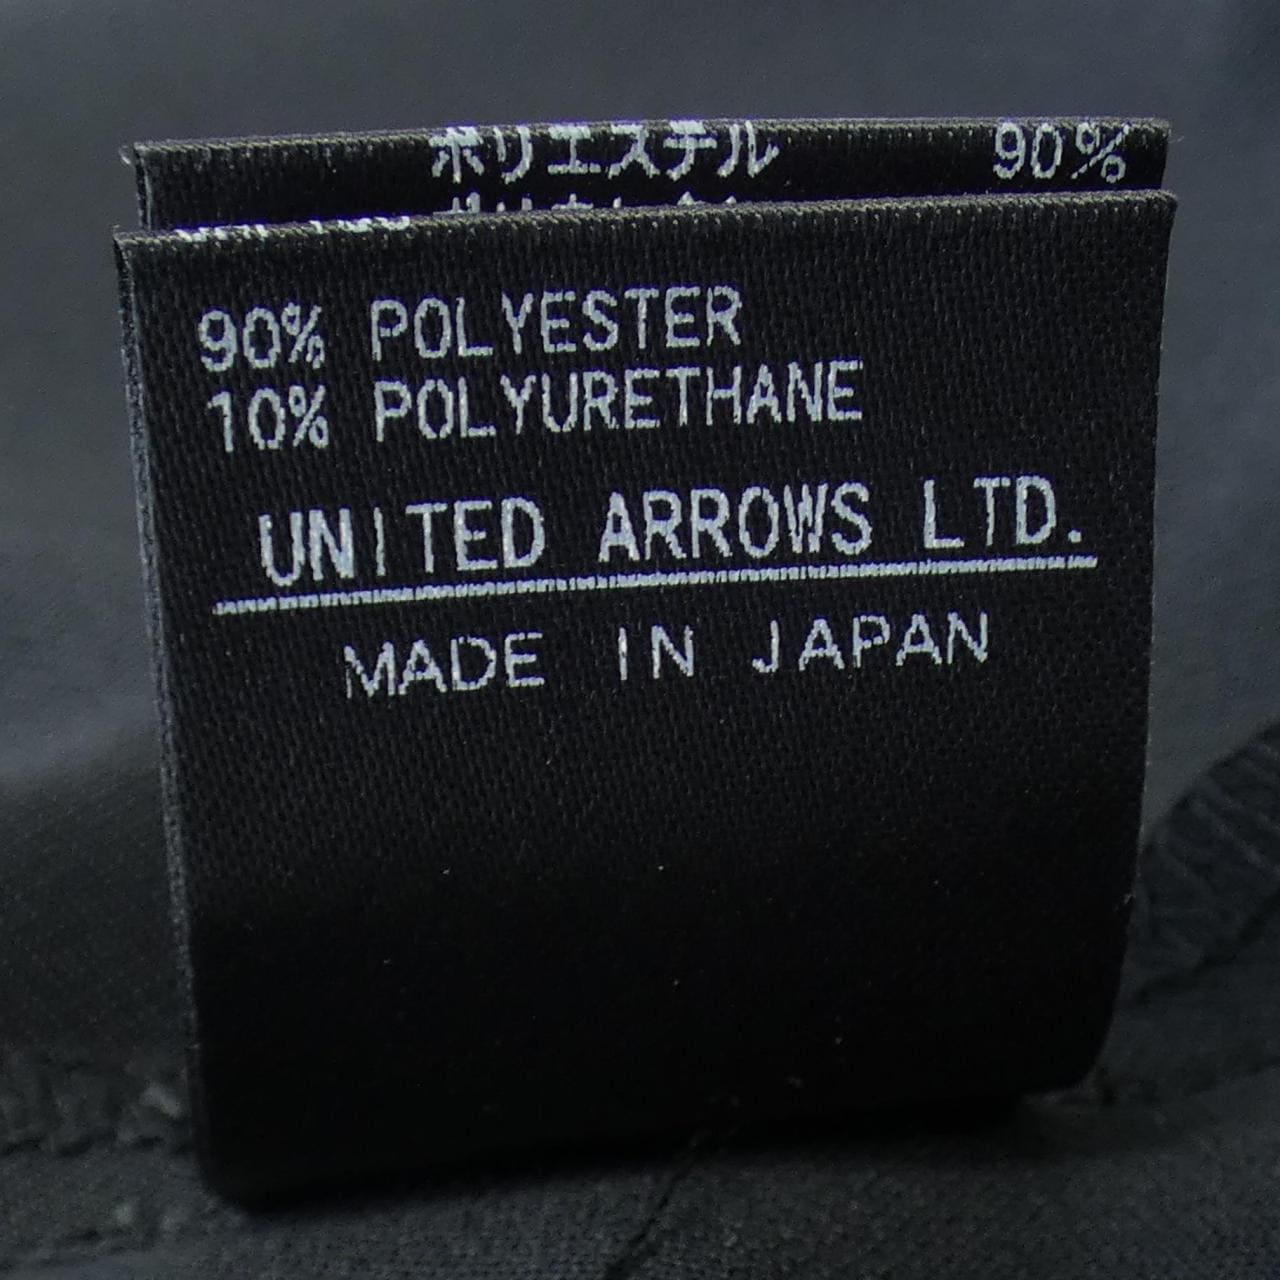 ポリエステル 90%
90% POLYESTER
10% POLYURETHANE
UNITED ARROWS LTD.
MADE IN JAPAN